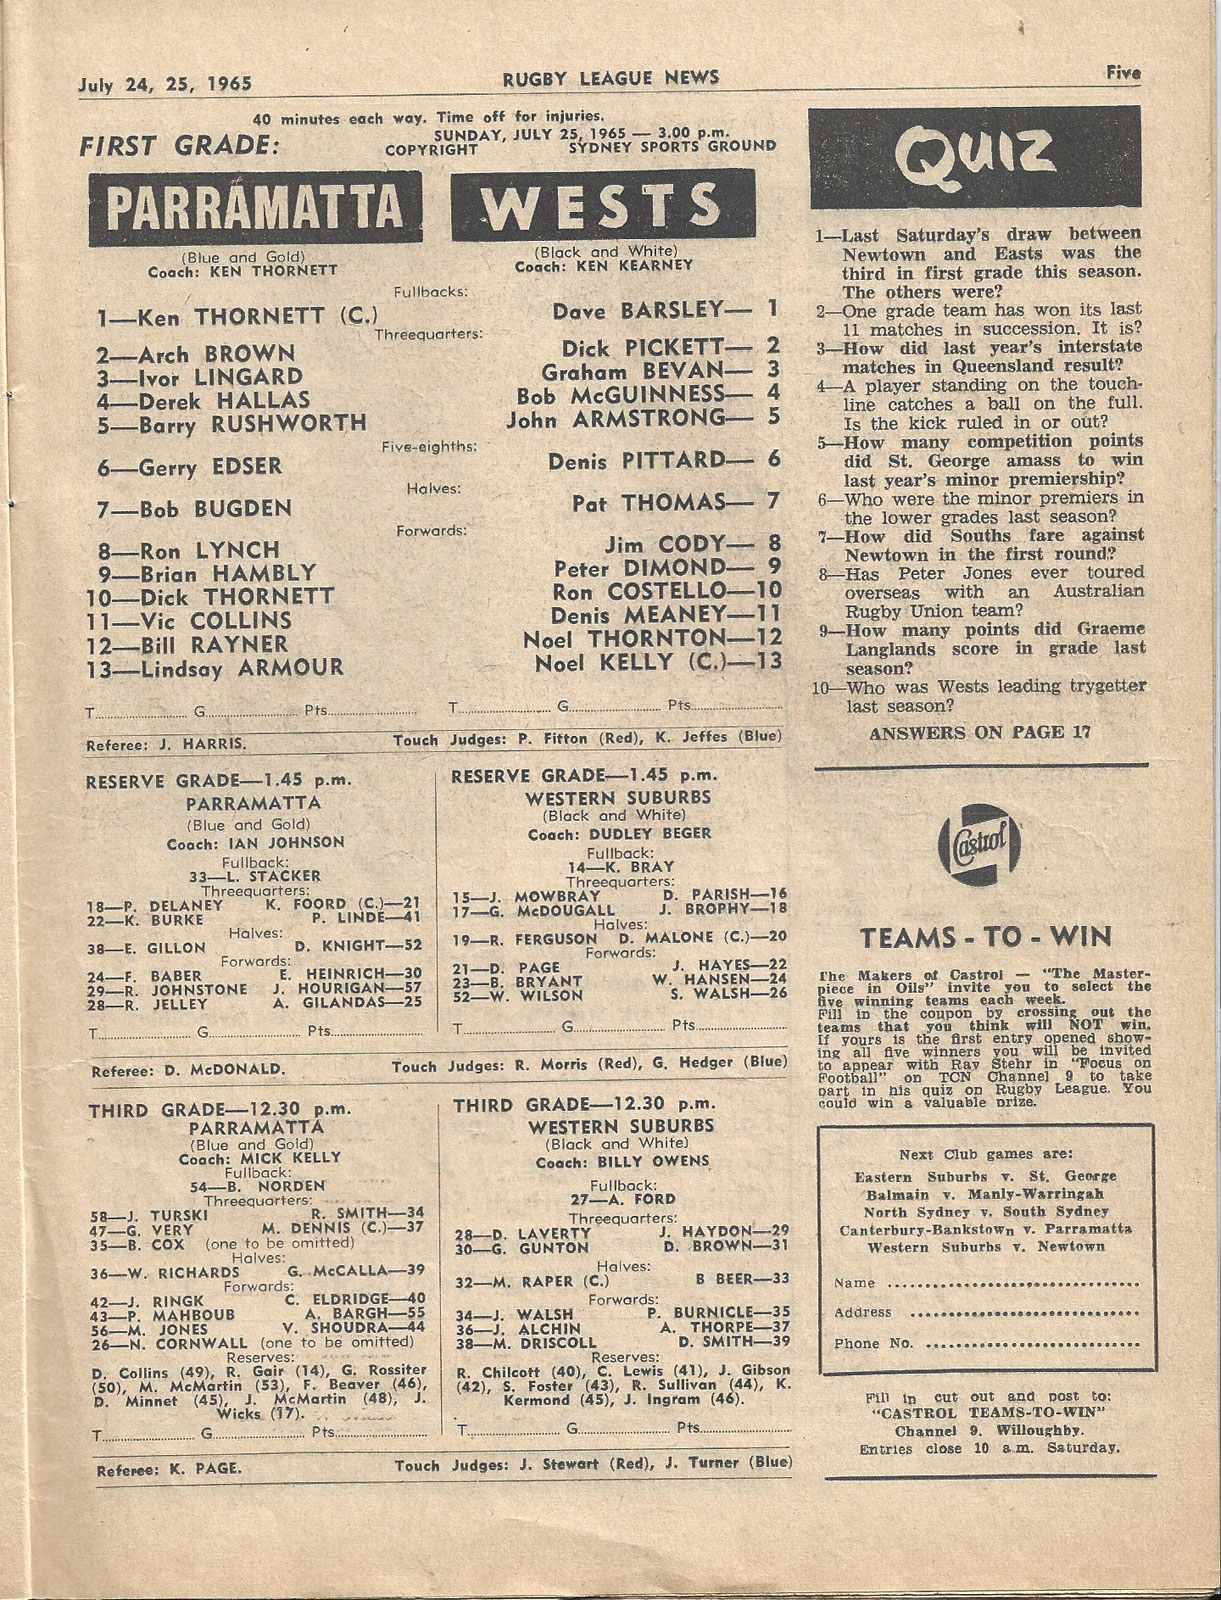 July 24, 25, 1965
RUGBY LEAGUE NEWS
Five
40 minutes each way. Time off for injuries.
FIRST GRADE:
SUNDAY, JULY 25, 1965 — 3.00 p.m.
COPYRIGHT SYDNEY SPORTS GROUND
PARRAMATTA
(Blue and Gold)
Coach: KEN THORNETT
WESTS
(Black and White)
Coach: KEN KEARNEY
Fullbacks:
1—Ken THORNETT (C.) Dave BARSLEY— 1
Threequarters:
2—Arch BROWN Dick PICKETT— 2
3—Ivor LINGARD Graham BEVAN— 3
4—Derek HALLAS Bob McGUINNESS— 4
5—Barry RUSHWORTH John ARMSTRONG— 5
Five-eighths:
6—Gerry EDSER Denis PITTARD— 6
Halves:
7—Bob BUGDEN Pat THOMAS— 7
Forwards:
8—Ron LYNCH Jim CODY— 8
9—Brian HAMBLY Peter DIMOND— 9
10—Dick THORNETT Ron COSTELLO—10
11—Vic COLLINS Denis MEANEY—11
12—Bill RAYNER Noel THORNTON—12
13—Lindsay ARMOUR Noel KELLY (C.)—13
T........................ G........................ Pts........................ T........................ G........................ Pts........................
Referee: J. HARRIS. Touch Judges: P. Fitton (Red), K. Jeffes (Blue)
RESERVE GRADE—1.45 p.m.
PARRAMATTA
(Blue and Gold)
Coach: IAN JOHNSON
Fullback:
33—L. STACKER
Threequarters:
18—P. DELANEY K. FOORD (C.)—21
22—K. BURKE P. LINDE—41
Halves:
38—E. GILLON D. KNIGHT—52
Forwards:
24—F. BABER E. HEINRICH—30
29—R. JOHNSTONE J. HOURIGAN—57
28—R. JELLEY A. GILANDAS—25
T........................ G........................ Pts........................
RESERVE GRADE—1.45 p.m.
WESTERN SUBURBS
(Black and White)
Coach: DUDLEY BEGER
Fullback:
14—K. BRAY
Threequarters:
15—J. MOWBRAY D. PARISH—16
17—G. McDOUGALL J. BROPHY—18
Halves:
19—R. FERGUSON D. MALONE (C.)—20
Forwards:
21—D. PAGE J. HAYES—22
23—B. BRYANT W. HANSEN—24
52—W. WILSON S. WALSH—26
T........................ G........................ Pts........................
Referee: D. McDONALD. Touch Judges: R. Morris (Red), G. Hedger (Blue)
THIRD GRADE—12.30 p.m.
PARRAMATTA
(Blue and Gold)
Coach: MICK KELLY
Fullback:
54—B. NORDEN
Threequarters:
58—J. TURSKI R. SMITH—34
47—G. VERY M. DENNIS (C.)—37
35—B. COX (one to be omitted)
Halves:
36—W. RICHARDS G. McCALLA—39
Forwards:
42—J. RINGK C. ELDRIDGE—40
43—P. MAHBOUB A. BARGH—55
56—M. JONES V. SHOUDRA—44
26—N. CORNWALL (one to be omitted)
Reserves:
D. Collins (49), R. Gair (14), G. Rossiter
(50), M. McMartin (53), F. Beaver (46),
D. Minnet (45), J. McMartin (48), J.
Wicks (17).
T........................ G........................ Pts........................
THIRD GRADE—12.30 p.m.
WESTERN SUBURBS
(Black and White)
Coach: BILLY OWENS
Fullback:
27—A. FORD
Threequarters:
28—D. LAVERTY J. HAYDON—29
30—G. GUNTON D. BROWN—31
Halves:
32—M. RAPER (C.) B BEER—33
Forwards:
34—J. WALSH P. BURNICLE—35
36—J. ALCHIN A. THORPE—37
38—M. DRISCOLL D. SMITH—39
Reserves:
R. Chilcott (40), C. Lewis (41), J. Gibson
(42), S. Foster (43), R. Sullivan (44), K.
Kermond (45), J. Ingram (46).
T........................ G........................ Pts........................
Referee: K. PAGE. Touch Judges: J. Stewart (Red), J. Turner (Blue)
QUIZ
1—Last Saturday's draw between
Newtown and Easts was the
third in first grade this season.
The others were?
2—One grade team has won its last
11 matches in succession. It is?
3—How did last year's interstate
matches in Queensland result?
4—A player standing on the touch-
line catches a ball on the full.
Is the kick ruled in or out?
5—How many competition points
did St. George amass to win
last year's minor premiership?
6—Who were the minor premiers in
the lower grades last season?
7—How did Souths fare against
Newtown in the first round?
8—Has Peter Jones ever toured
overseas with an Australian
Rugby Union team?
9—How many points did Graeme
Langlands score in grade last
season?
10—Who was Wests leading trygetter
last season?
ANSWERS ON PAGE 17
Castrol
TEAMS - TO - WIN
The Makers of Castrol — "The Master-
piece in Oils" invite you to select the
five winning teams each week.
Fill in the coupon by crossing out the
teams that you think will NOT win.
If yours is the first entry opened show-
ing all five winners you will be invited
to appear with Ray Stehr in "Focus on
Football" on TCN Channel 9 to take
part in his quiz on Rugby League. You
could win a valuable prize.
Next Club games are:
Eastern Suburbs v. St. George
Balmain v. Manly-Warringah
North Sydney v. South Sydney
Canterbury-Bankstown v. Parramatta
Western Suburbs v. Newtown
Name ........................................
Address ....................................
Phone No. .................................
Fill in cut out and post to:
"CASTROL TEAMS-TO-WIN"
Channel 9, Willoughby.
Entries close 10 a.m. Saturday.